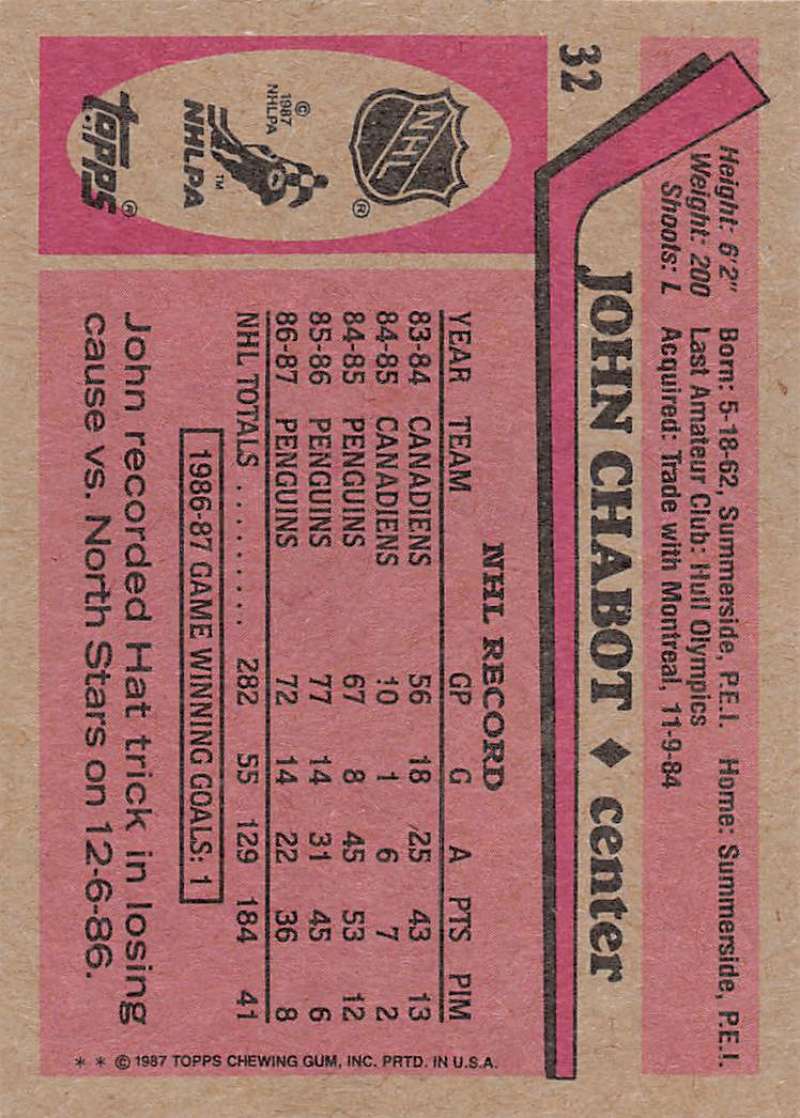 32
Height: 6'2" Born: 5-18-62, Summerside, P.E.I. Home: Summerside, P.E.I.
Weight: 200 Last Amateur Club: Hull Olympics
Shoots: L Acquired: Trade with Montreal, 11-9-84
JOHN CHABOT ♦ center
NHL ®
© 1987 NHLPA
NHLPA ™
TOPPS ®
NHL RECORD
YEAR TEAM GP G A PTS PIM
83-84 CANADIENS 56 18 25 43 13
84-85 CANADIENS 10 1 6 7 2
84-85 PENGUINS 67 8 45 53 12
85-86 PENGUINS 77 14 31 45 6
86-87 PENGUINS 72 14 22 36 8
NHL TOTALS .......... 282 55 129 184 41
1986-87 GAME WINNING GOALS: 1
John recorded Hat trick in losing
cause vs. North Stars on 12-6-86.
* * © 1987 TOPPS CHEWING GUM, INC. PRTD. IN U.S.A.